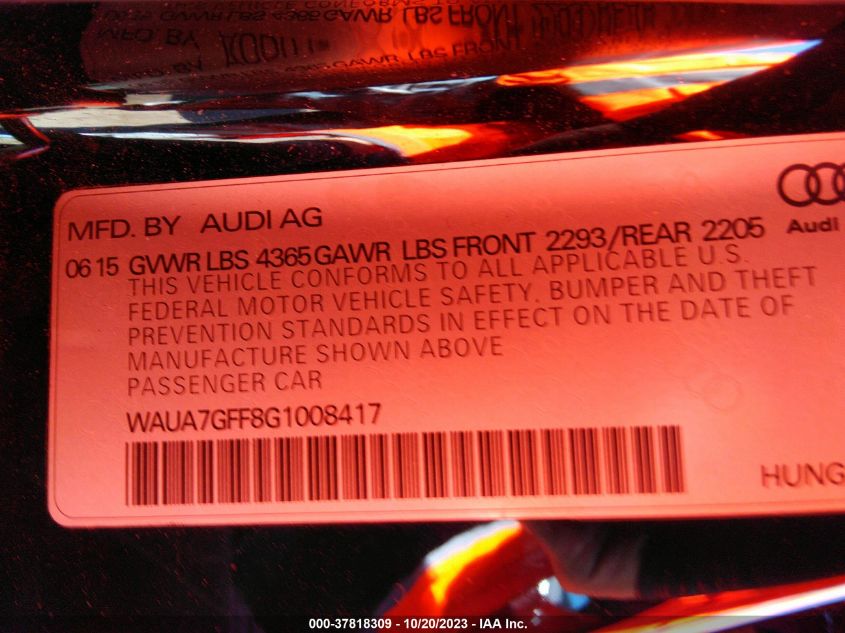 MFD. BY AUDI AG
Audi
06 15 GVWR LBS 4365 GAWR LBS FRONT 2293/REAR 2205
THIS VEHICLE CONFORMS TO ALL APPLICABLE U.S.
FEDERAL MOTOR VEHICLE SAFETY, BUMPER AND THEFT
PREVENTION STANDARDS IN EFFECT ON THE DATE OF
MANUFACTURE SHOWN ABOVE
PASSENGER CAR
WAUA7GFF8G1008417
HUNG
000-37818309 - 10/20/2023 - IAA Inc.